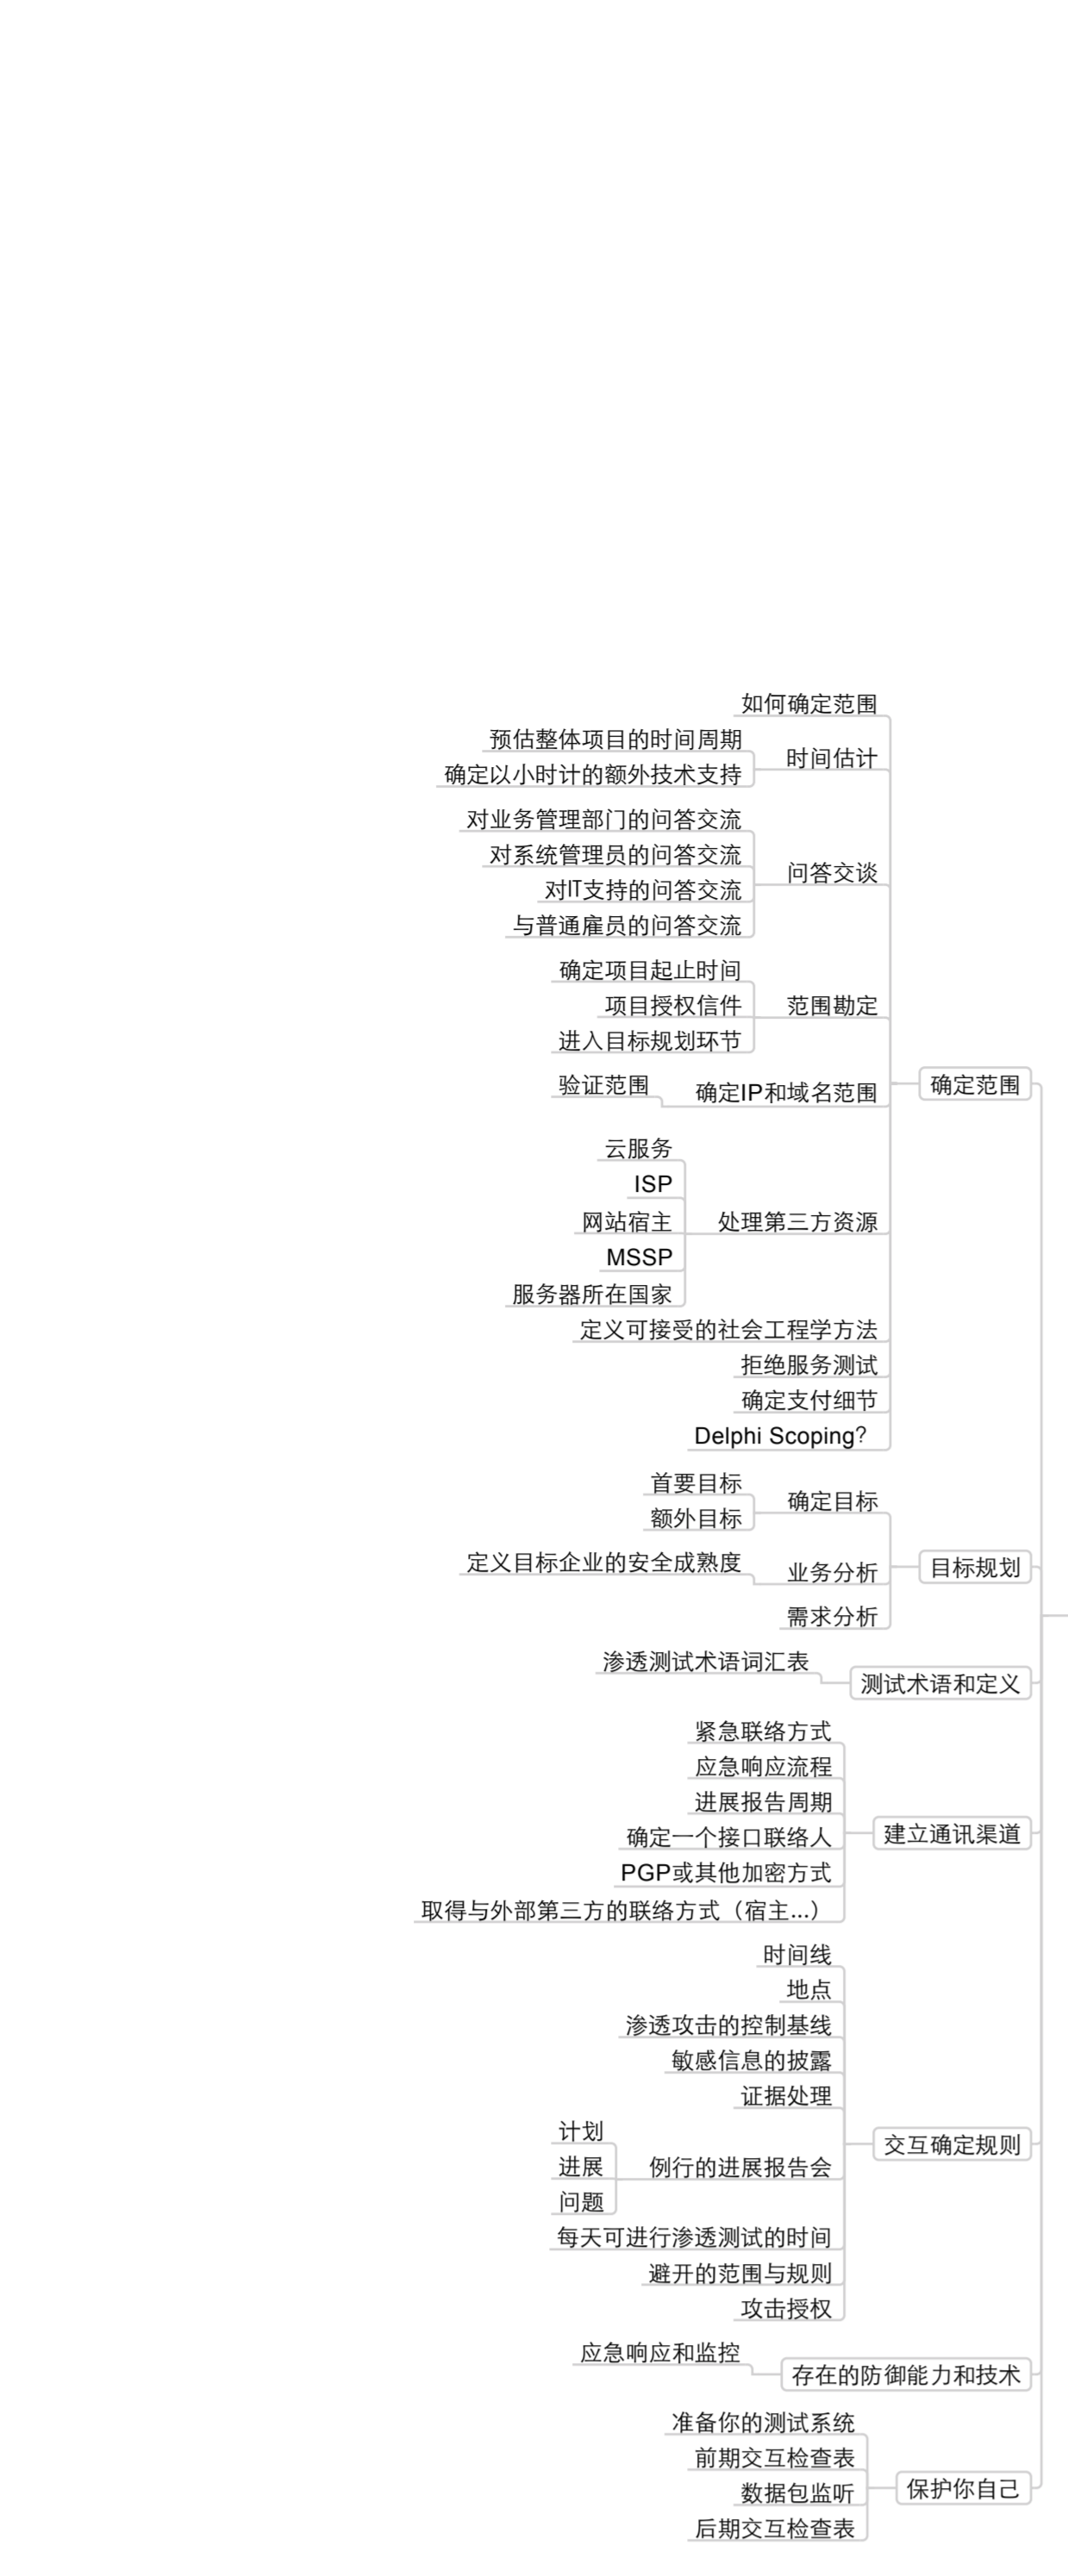 如何确定范围
预估整体项目的时间周期
时间估计
确定以小时计的额外技术支持
对业务管理部门的问答交流
对系统管理员的问答交流
问答交谈
对IT支持的问答交流
与普通雇员的问答交流
确定项目起止时间
项目授权信件
范围勘定
进入目标规划环节
验证范围
确定IP和域名范围
确定范围
云服务
ISP
网站宿主
处理第三方资源
MSSP
服务器所在国家
定义可接受的社会工程学方法
拒绝服务测试
确定支付细节
Delphi Scoping？
首要目标
确定目标
额外目标
定义目标企业的安全成熟度
业务分析
目标规划
需求分析
渗透测试术语词汇表
测试术语和定义
紧急联络方式
应急响应流程
进展报告周期
确定一个接口联络人
建立通讯渠道
PGP或其他加密方式
取得与外部第三方的联络方式（宿主...）
时间线
地点
渗透攻击的控制基线
敏感信息的披露
证据处理
交互确定规则
计划
进展
例行的进展报告会
问题
每天可进行渗透测试的时间
避开的范围与规则
攻击授权
应急响应和监控
存在的防御能力和技术
准备你的测试系统
前期交互检查表
保护你自己
数据包监听
后期交互检查表